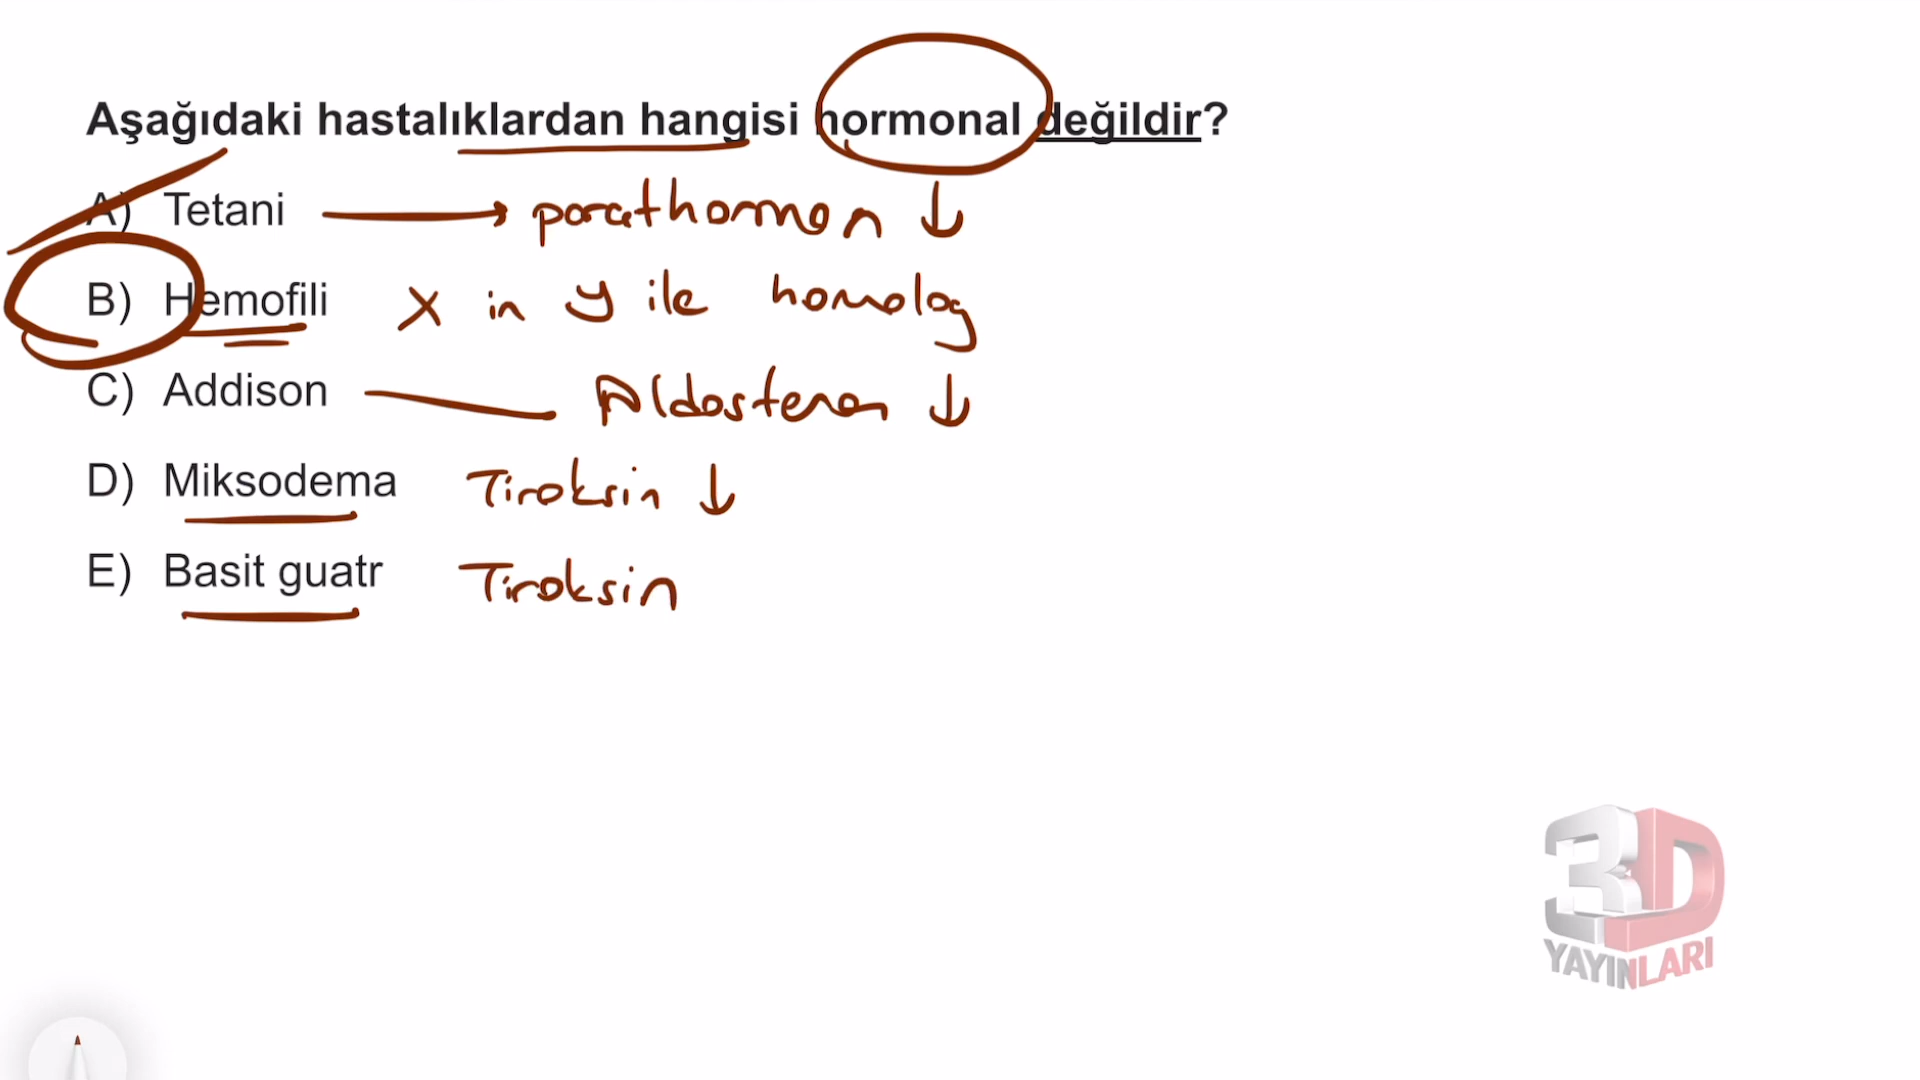 Aşağıdaki hastalıklardan hangisi hormonal değildir?
A) Tetani → parathormon ↓
B) Hemofili X in y ile homolog
C) Addison — Aldosteron ↓
D) Miksodema Tiroksin ↓
E) Basit guatr Tiroksin
3D
YAYINLARI